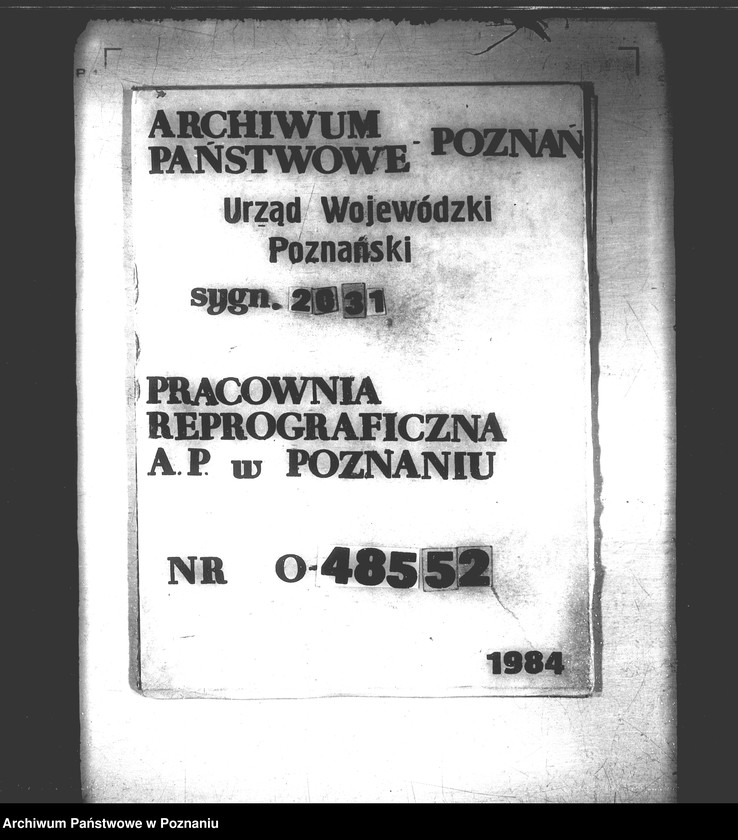 ARCHIWUM
PAŃSTWOWE - POZNAŃ
Urząd Wojewódzki
Poznański
sygn. 2031
PRACOWNIA
REPROGRAFICZNA
A.P. w POZNANIU
NR O-48552
1984
Archiwum Państwowe w Poznaniu